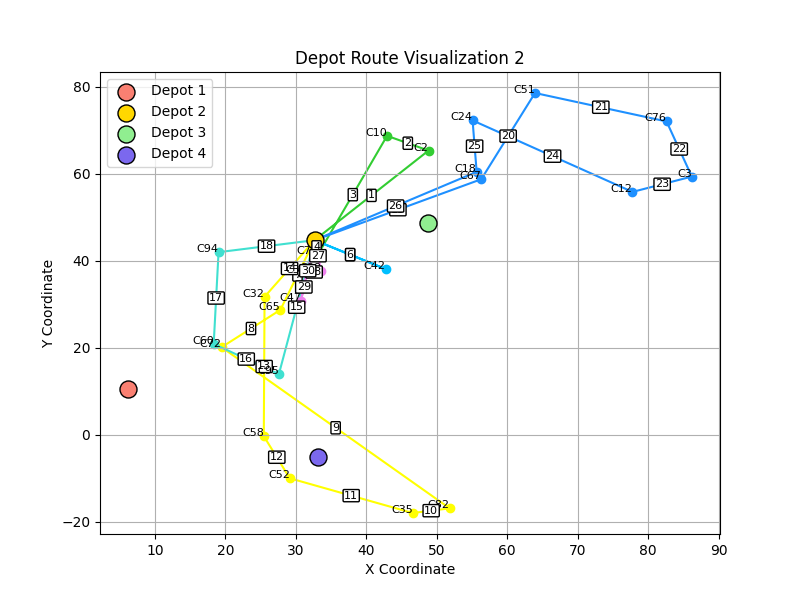 Depot Route Visualization 2
Depot 1
Depot 2
Depot 3
Depot 4
C51
C24
C76
21
C10
20
2
25
C2
22
24
C18
C67
C3
23
C12
3
1
26
C94
18
4
27
6
C42
30
29
C32
17
C65
15
8
C72
16
13
C95
9
C58
12
C52
11
C35
C82
10
80
60
40
20
0
−20
10
20
30
40
50
60
70
80
90
X Coordinate
Y Coordinate